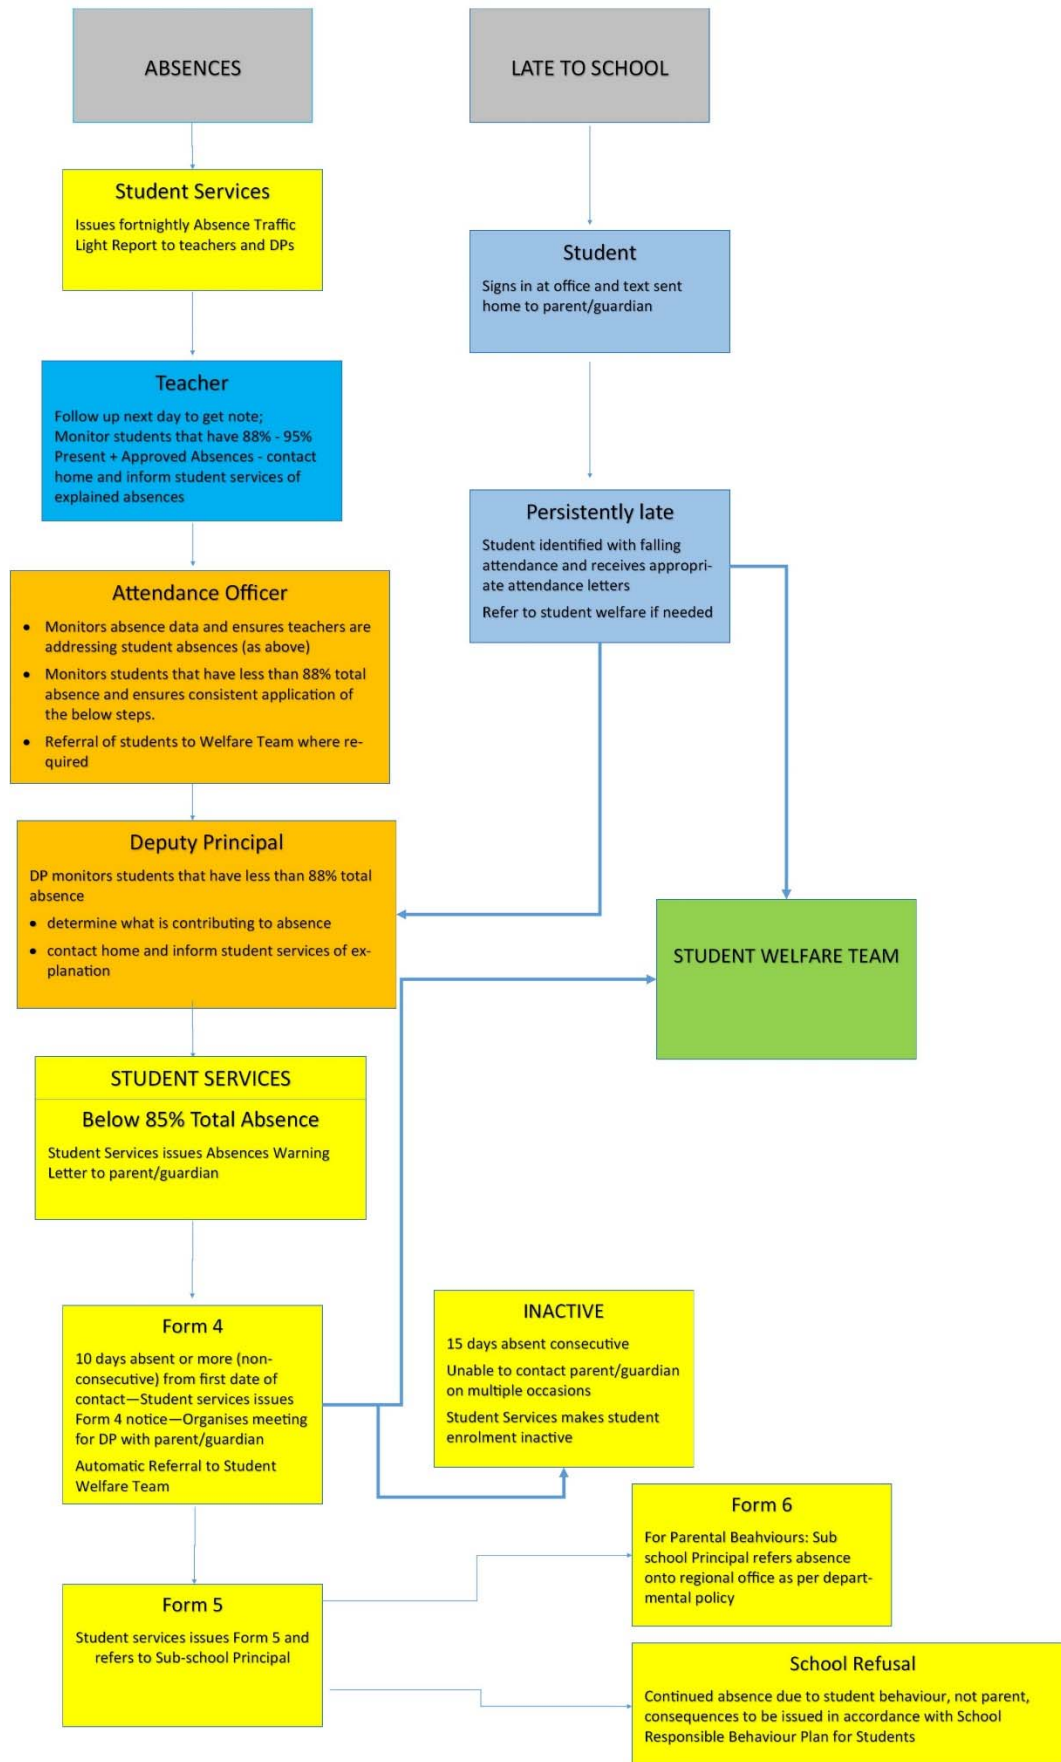 ABSENCES
Student Services
Issues fortnightly Absence Traffic
Light Report to teachers and DPs
Teacher
Follow up next day to get note;
Monitor students that have 88% - 95%
Present + Approved Absences - contact
home and inform student services of
explained absences
Attendance Officer
• Monitors absence data and ensures teachers are
addressing student absences (as above)
• Monitors students that have less than 88% total
absence and ensures consistent application of
the below steps.
• Referral of students to Welfare Team where re-
quired
Deputy Principal
DP monitors students that have less than 88% total
absence
• determine what is contributing to absence
• contact home and inform student services of ex-
planation
STUDENT SERVICES
Below 85% Total Absence
Student Services issues Absences Warning
Letter to parent/guardian
Form 4
10 days absent or more (non-
consecutive) from first date of
contact—Student services issues
Form 4 notice—Organises meeting
for DP with parent/guardian
Automatic Referral to Student
Welfare Team
Form 5
Student services issues Form 5 and
refers to Sub-school Principal
LATE TO SCHOOL
Student
Signs in at office and text sent
home to parent/guardian
Persistently late
Student identified with falling
attendance and receives appropri-
ate attendance letters
Refer to student welfare if needed
STUDENT WELFARE TEAM
INACTIVE
15 days absent consecutive
Unable to contact parent/guardian
on multiple occasions
Student Services makes student
enrolment inactive
Form 6
For Parental Beahviours: Sub
school Principal refers absence
onto regional office as per depart-
mental policy
School Refusal
Continued absence due to student behaviour, not parent,
consequences to be issued in accordance with School
Responsible Behaviour Plan for Students